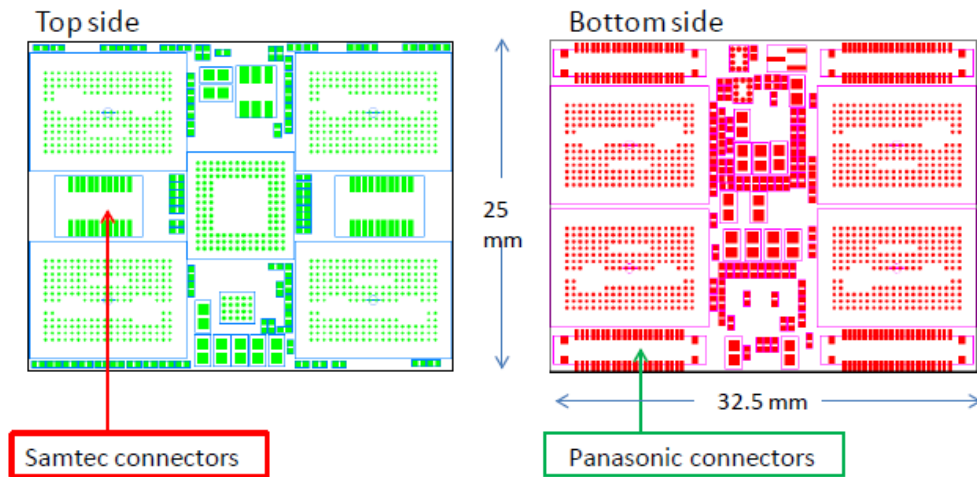 Top side
Bottom side
25
mm
32.5 mm
Samtec connectors
Panasonic connectors